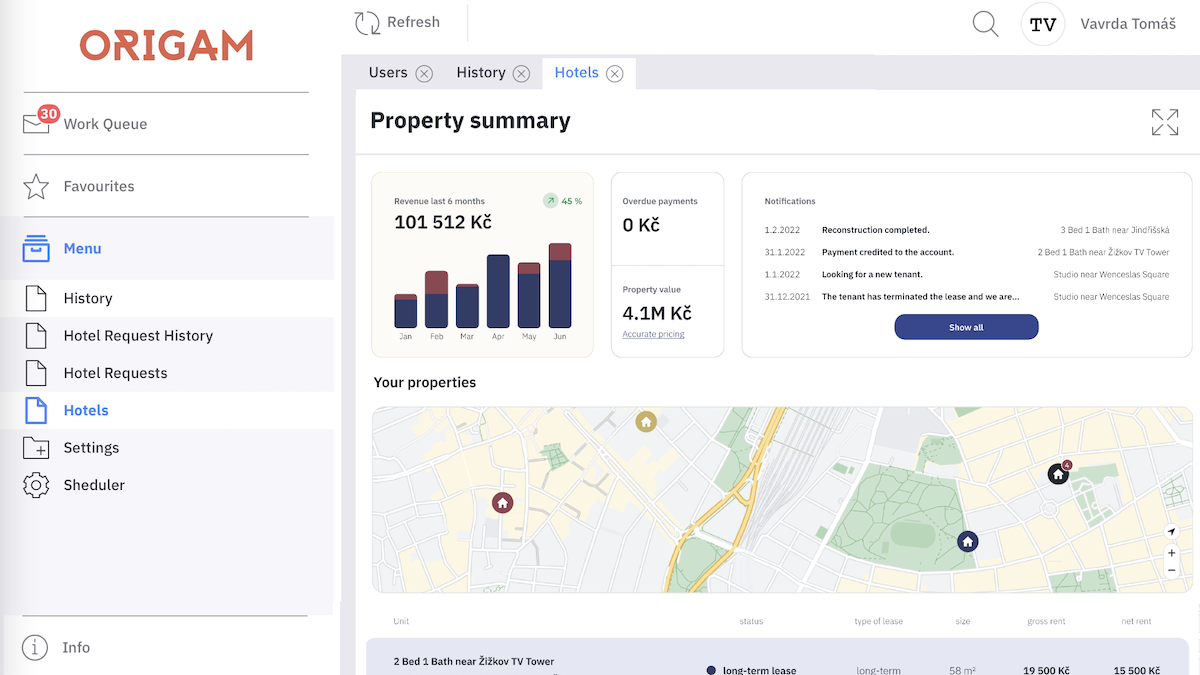 ORIGAM
30
Work Queue
Favourites
Menu
History
Hotel Request History
Hotel Requests
Hotels
Settings
Sheduler
Info
Refresh
TV
Vavrda Tomáš
Users
History
Hotels
Property summary
Revenue last 6 months
45 %
101 512 Kč
Jan Feb Mar Apr May Jun
Overdue payments
0 Kč
Property value
4.1M Kč
Accurate pricing
Notifications
1.2.2022 Reconstruction completed. 3 Bed 1 Bath near Jindřišská
31.1.2022 Payment credited to the account. 2 Bed 1 Bath near Žižkov TV Tower
1.1.2022 Looking for a new tenant. Studio near Wenceslas Square
31.12.2021 The tenant has terminated the lease and we are... Studio near Wenceslas Square
Show all
Your properties
4
+
−
Unit status type of lease size gross rent net rent
2 Bed 1 Bath near Žižkov TV Tower
long-term lease long-term 58 m² 19 500 Kč 15 500 Kč